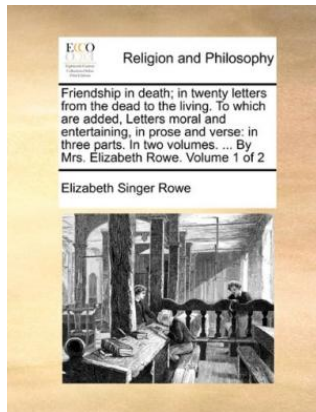 ECCO
Religion and Philosophy
Friendship in death; in twenty letters
from the dead to the living. To which
are added, Letters moral and
entertaining, in prose and verse: in
three parts. In two volumes. ... By
Mrs. Elizabeth Rowe. Volume 1 of 2
Elizabeth Singer Rowe